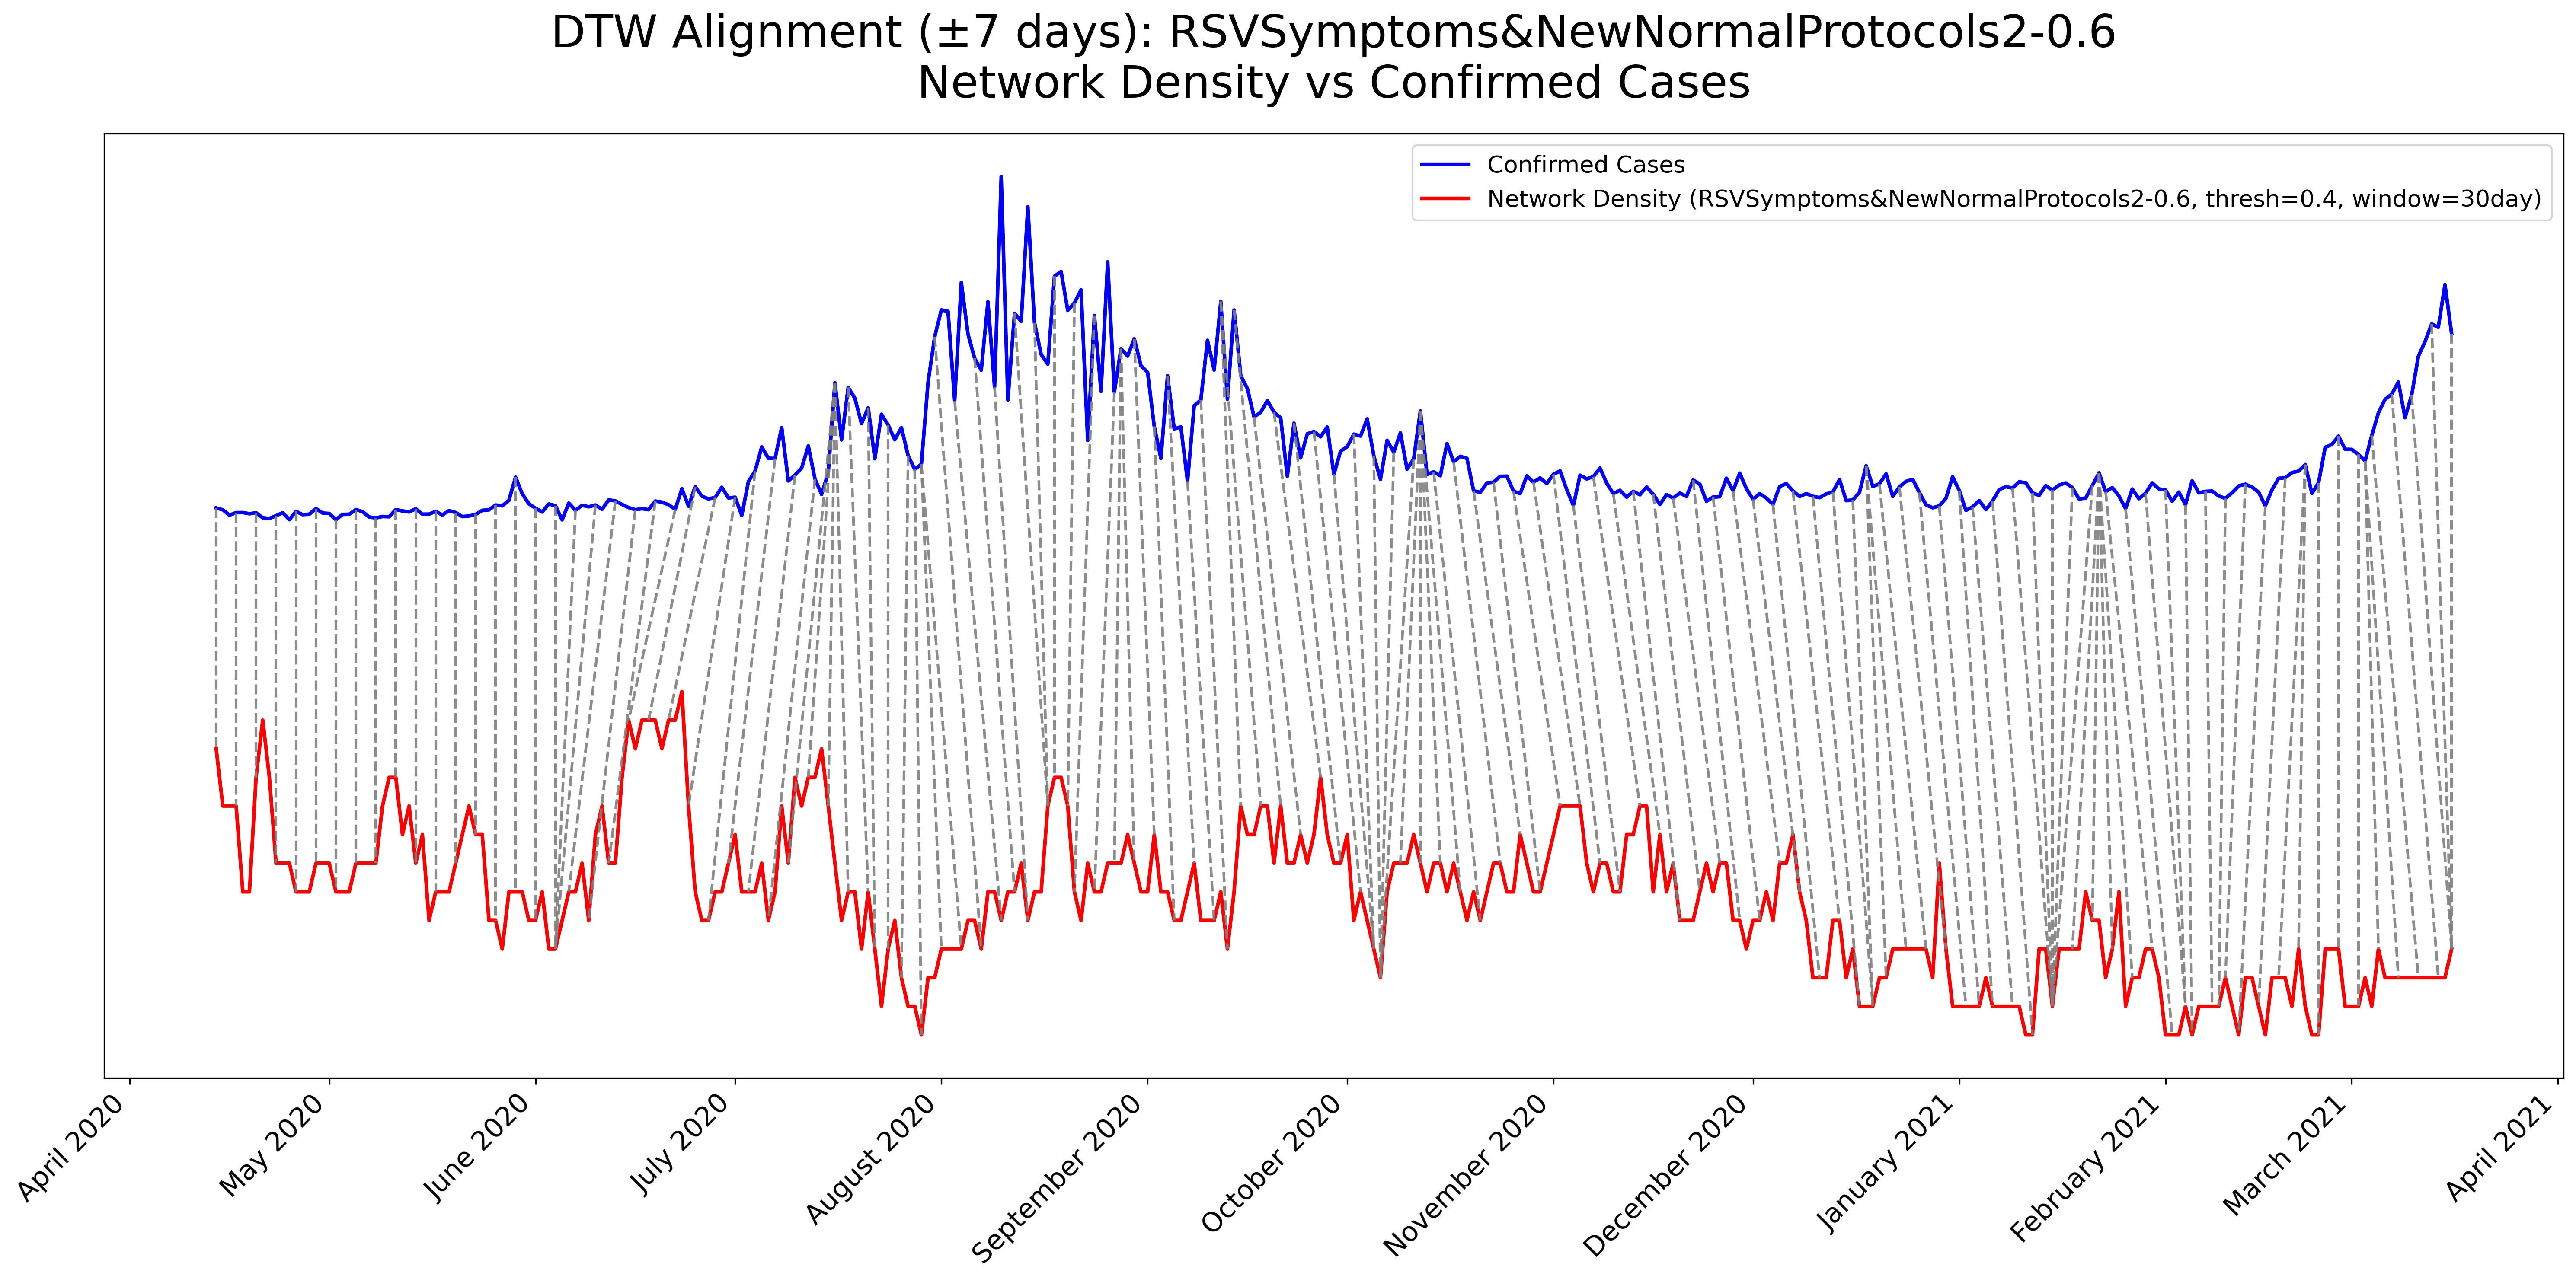 DTW Alignment (±7 days): RSVSymptoms&NewNormalProtocols2-0.6
Network Density vs Confirmed Cases
Confirmed Cases
Network Density (RSVSymptoms&NewNormalProtocols2-0.6, thresh=0.4, window=30day)
April 2020
May 2020
June 2020
July 2020
August 2020
September 2020
October 2020
November 2020
December 2020
January 2021
February 2021
March 2021
April 2021